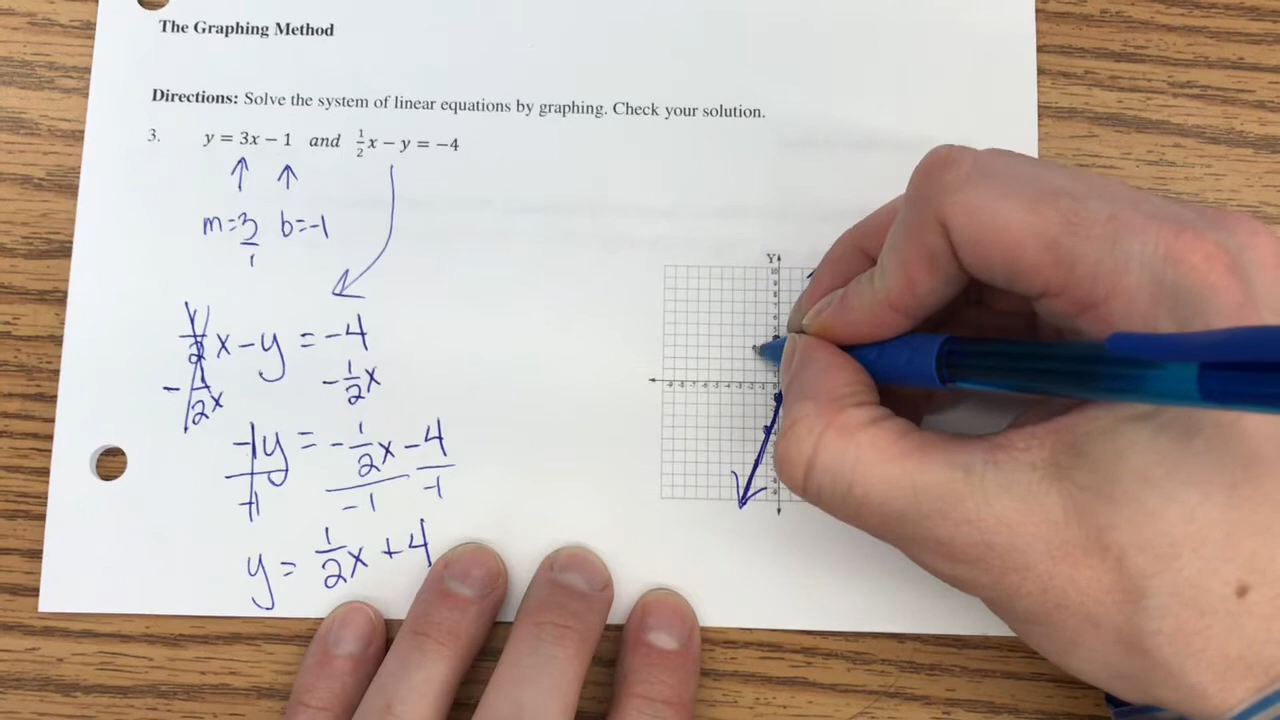 The Graphing Method
Directions: Solve the system of linear equations by graphing. Check your solution.
3. y = 3x − 1 and 1/2x − y = −4
m=3/1 b=-1
1/2x-y=-4
-1/2x -1/2x
-1y=-1/2x-4
-1 -1 -1
y=1/2x+4
Y